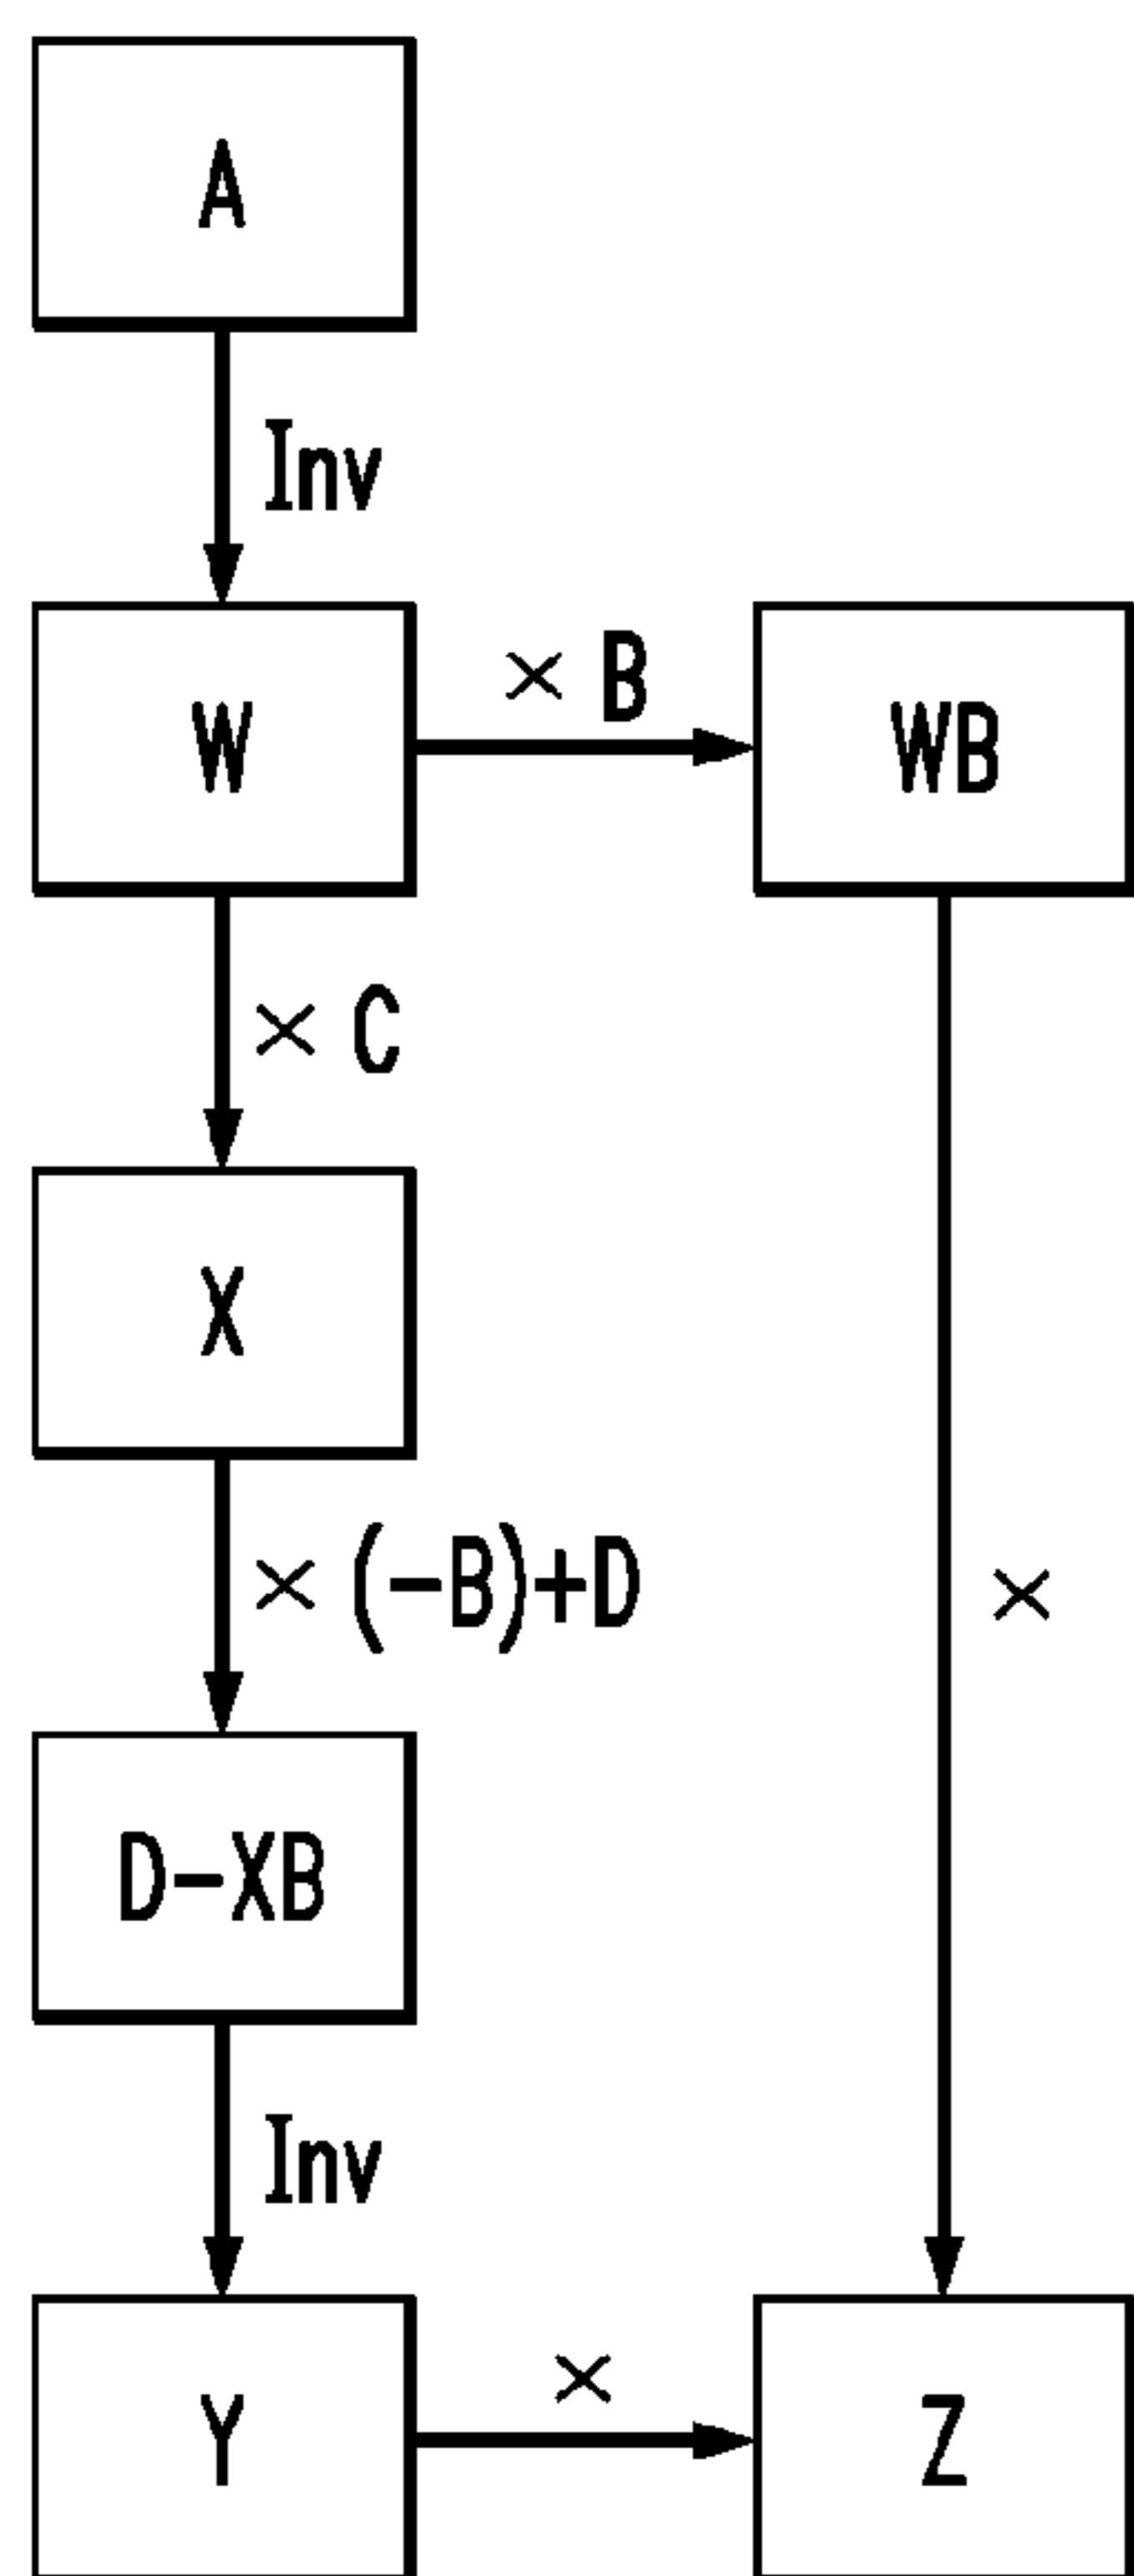 A
Inv
× B
W
WB
× C
X
× (-B)+D
×
D-XB
Inv
×
Y
Z